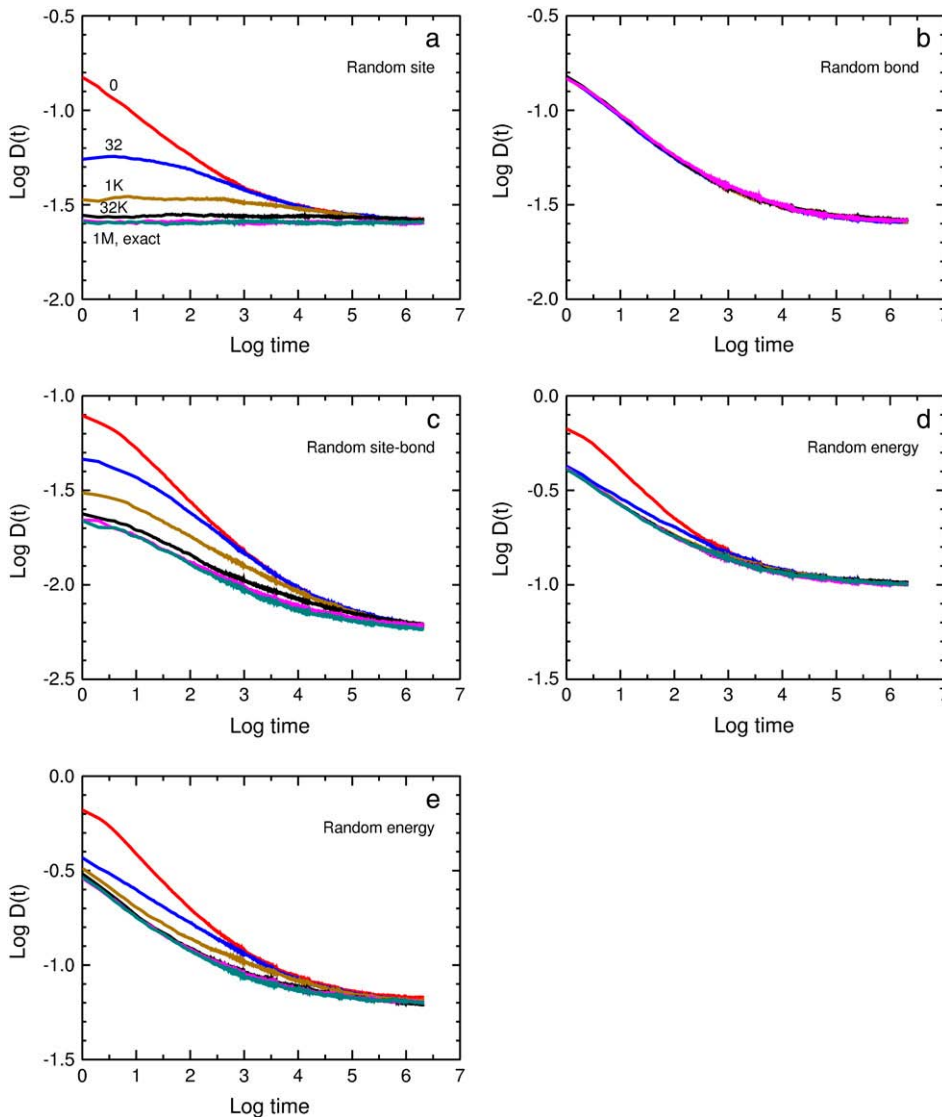 a
Random site
0
32
1K
32K
1M, exact
-0.5
-1.0
-1.5
-2.0
0 1 2 3 4 5 6 7
Log D(t)
Log time
b
Random bond
-0.5
-1.0
-1.5
-2.0
0 1 2 3 4 5 6 7
Log D(t)
Log time
c
Random site-bond
-1.0
-1.5
-2.0
-2.5
0 1 2 3 4 5 6 7
Log D(t)
Log time
d
Random energy
0.0
-0.5
-1.0
-1.5
0 1 2 3 4 5 6 7
Log D(t)
Log time
e
Random energy
0.0
-0.5
-1.0
-1.5
0 1 2 3 4 5 6 7
Log D(t)
Log time